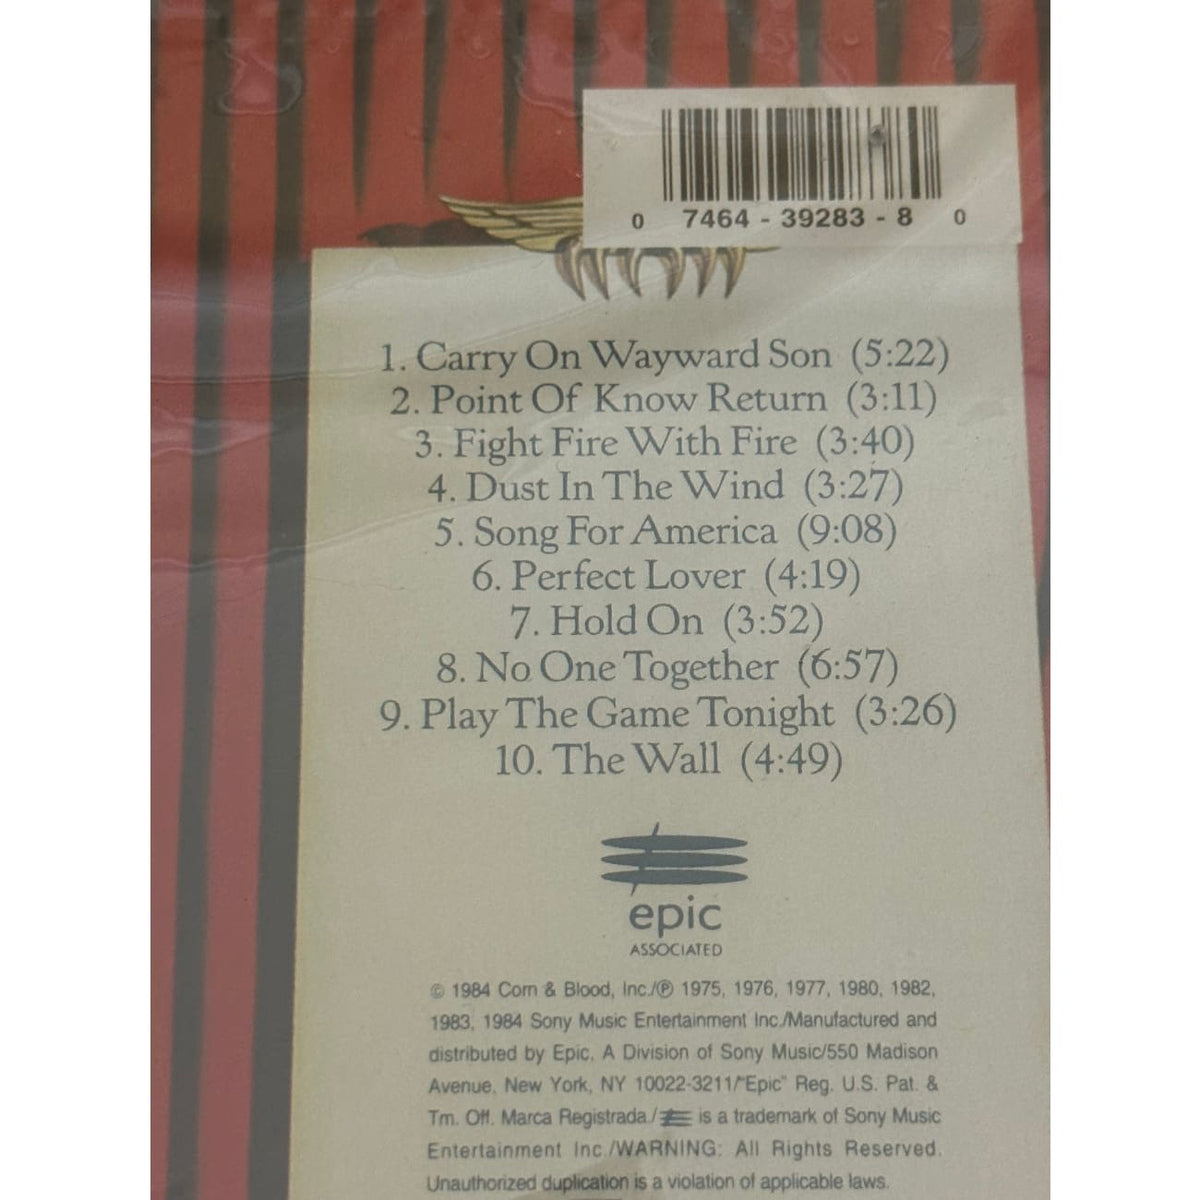 0 7464 - 39283 - 8 0
1. Carry On Wayward Son (5:22)
2. Point Of Know Return (3:11)
3. Fight Fire With Fire (3:40)
4. Dust In The Wind (3:27)
5. Song For America (9:08)
6. Perfect Lover (4:19)
7. Hold On (3:52)
8. No One Together (6:57)
9. Play The Game Tonight (3:26)
10. The Wall (4:49)
epic
ASSOCIATED
© 1984 Corn & Blood, Inc./℗ 1975, 1976, 1977, 1980, 1982,
1983, 1984 Sony Music Entertainment Inc./Manufactured and
distributed by Epic, A Division of Sony Music/550 Madison
Avenue, New York, NY 10022-3211/"Epic" Reg. U.S. Pat. &
Tm. Off. Marca Registrada./ is a trademark of Sony Music
Entertainment Inc./WARNING: All Rights Reserved.
Unauthorized duplication is a violation of applicable laws.